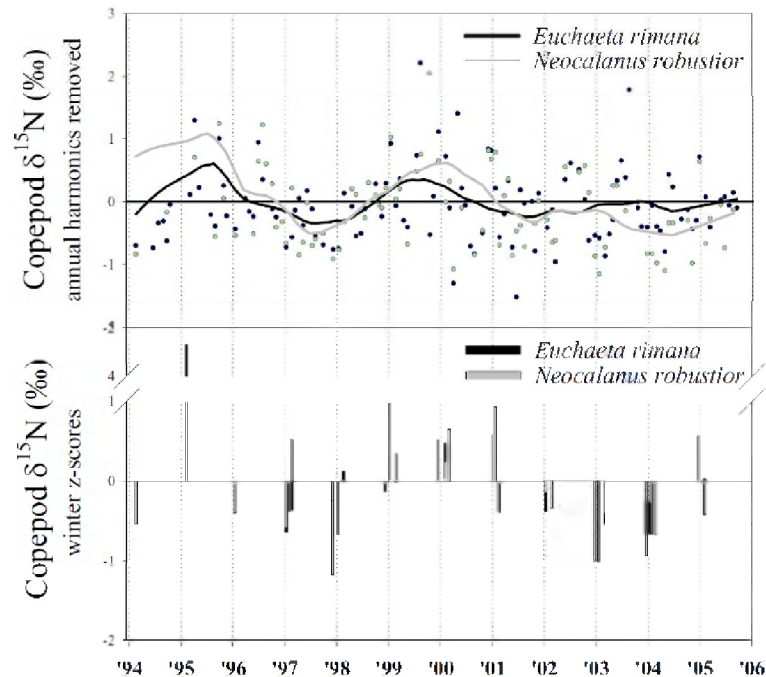 3
Euchaeta rimana
Neocalanus robustior
2
1
0
-1
-2
Copepod δ15N (‰)
annual harmonics removed
Euchaeta rimana
Neocalanus robustior
4
1
0
-1
-2
Copepod δ15N (‰)
winter z-scores
'94 '95 '96 '97 '98 '99 '00 '01 '02 '03 '04 '05 '06